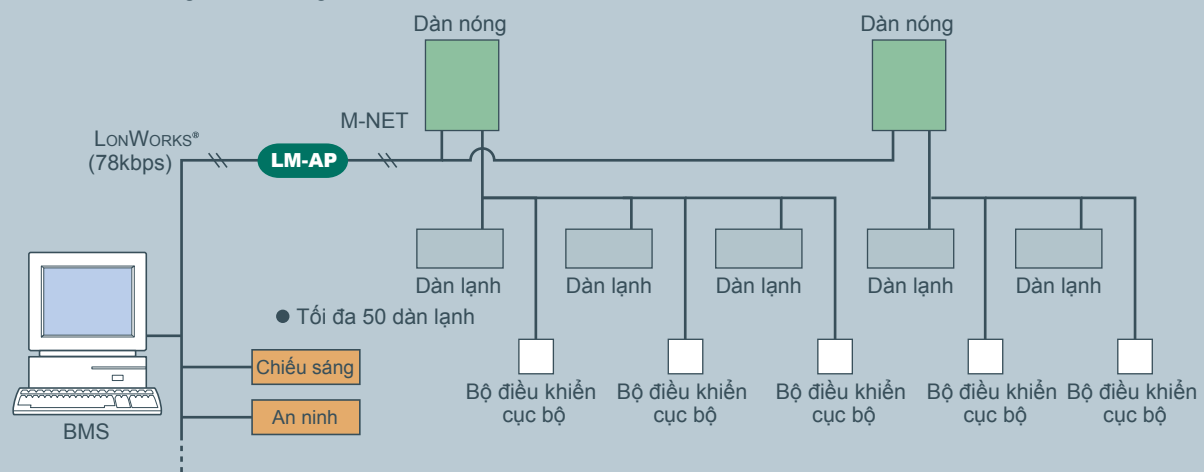 Dàn nóng
Dàn nóng
M-NET
LONWORKS®
(78kbps)
LM-AP
Dàn lạnh
Dàn lạnh
Dàn lạnh
Dàn lạnh
Dàn lạnh
● Tối đa 50 dàn lạnh
Chiếu sáng
An ninh
BMS
Bộ điều khiển
cục bộ
Bộ điều khiển
cục bộ
Bộ điều khiển
cục bộ
Bộ điều khiển
cục bộ
Bộ điều khiển
cục bộ